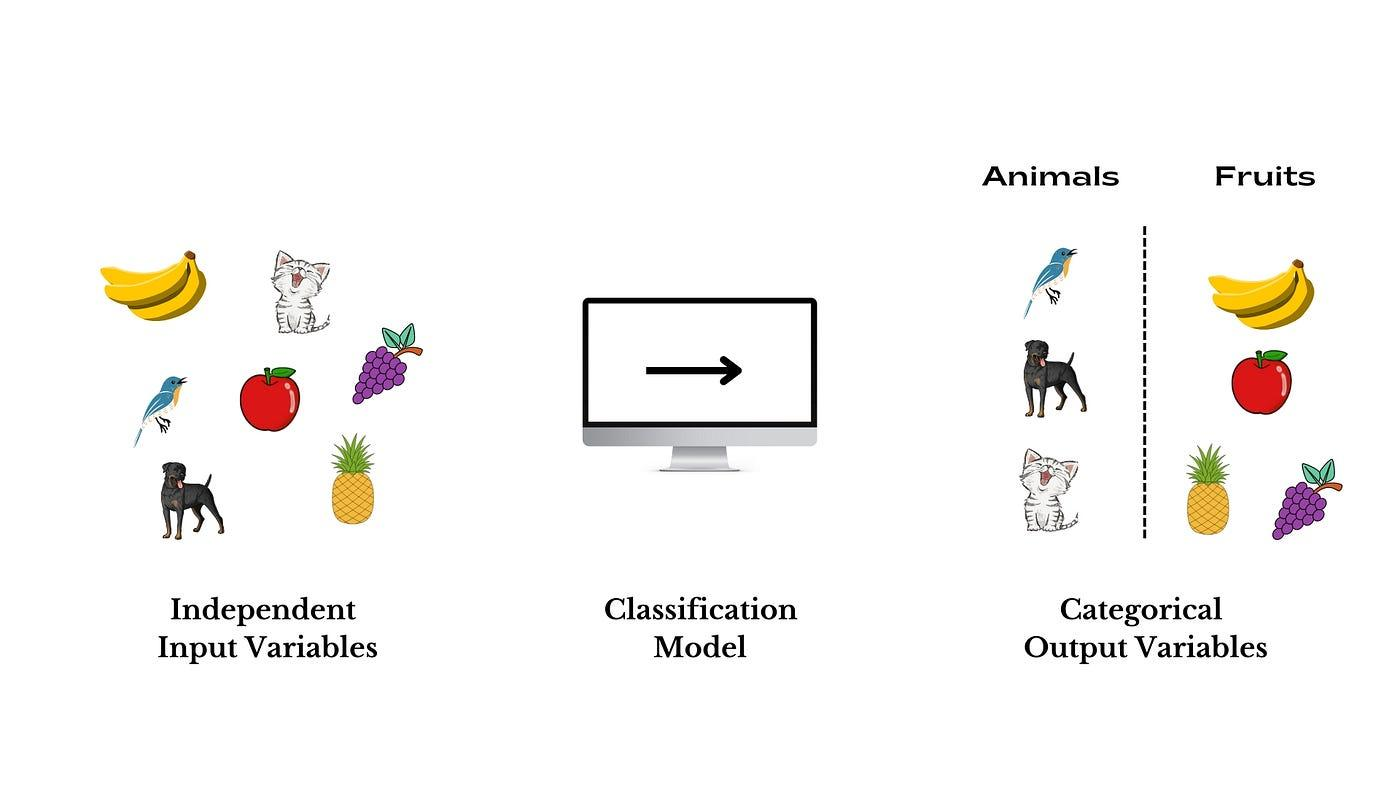 Animals
Fruits
Independent
Input Variables
Classification
Model
Categorical
Output Variables